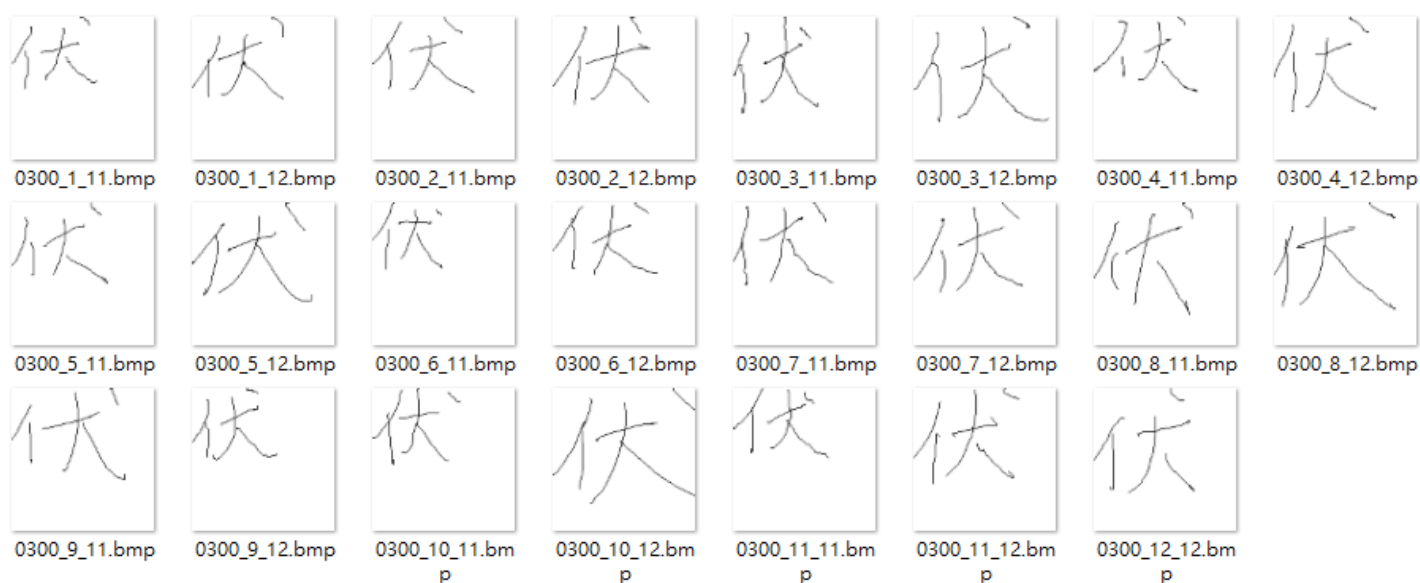 伏 伏 伏 伏 伏 伏 伏 伏
0300_1_11.bmp 0300_1_12.bmp 0300_2_11.bmp 0300_2_12.bmp 0300_3_11.bmp 0300_3_12.bmp 0300_4_11.bmp 0300_4_12.bmp
伏 伏 伏 伏 伏 伏 伏 伏
0300_5_11.bmp 0300_5_12.bmp 0300_6_11.bmp 0300_6_12.bmp 0300_7_11.bmp 0300_7_12.bmp 0300_8_11.bmp 0300_8_12.bmp
伏 伏 伏 伏 伏 伏 伏
0300_9_11.bmp 0300_9_12.bmp 0300_10_11.bm 0300_10_12.bm 0300_11_11.bm 0300_11_12.bm 0300_12_12.bm
p p p p p